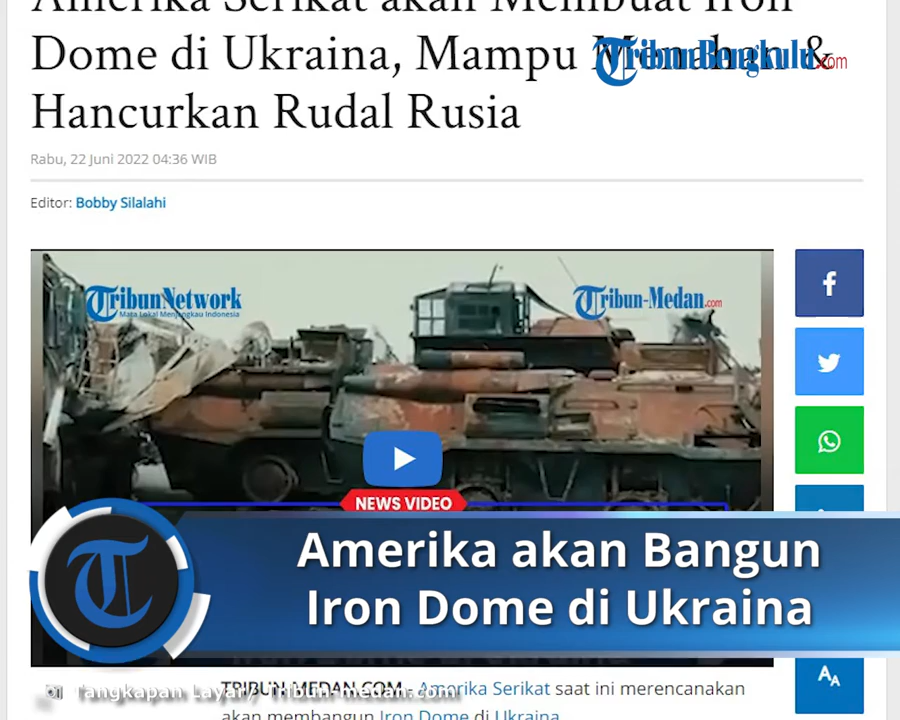 Amerika Serikat akan Membuat Iron
Dome di Ukraina, Mampu Menahan &
TribunBengkulu.com
Hancurkan Rudal Rusia
Rabu, 22 Juni 2022 04:36 WIB
Editor: Bobby Silalahi
TribunNetwork
Mata Lokal Menjangkau Indonesia
Tribun-Medan.com
NEWS VIDEO
Amerika akan Bangun
Iron Dome di Ukraina
TRIBUN-MEDAN.COM - Amerika Serikat saat ini merencanakan
Tangkapan Layar/ Tribun-medan.com
akan membangun Iron Dome di Ukraina
AA